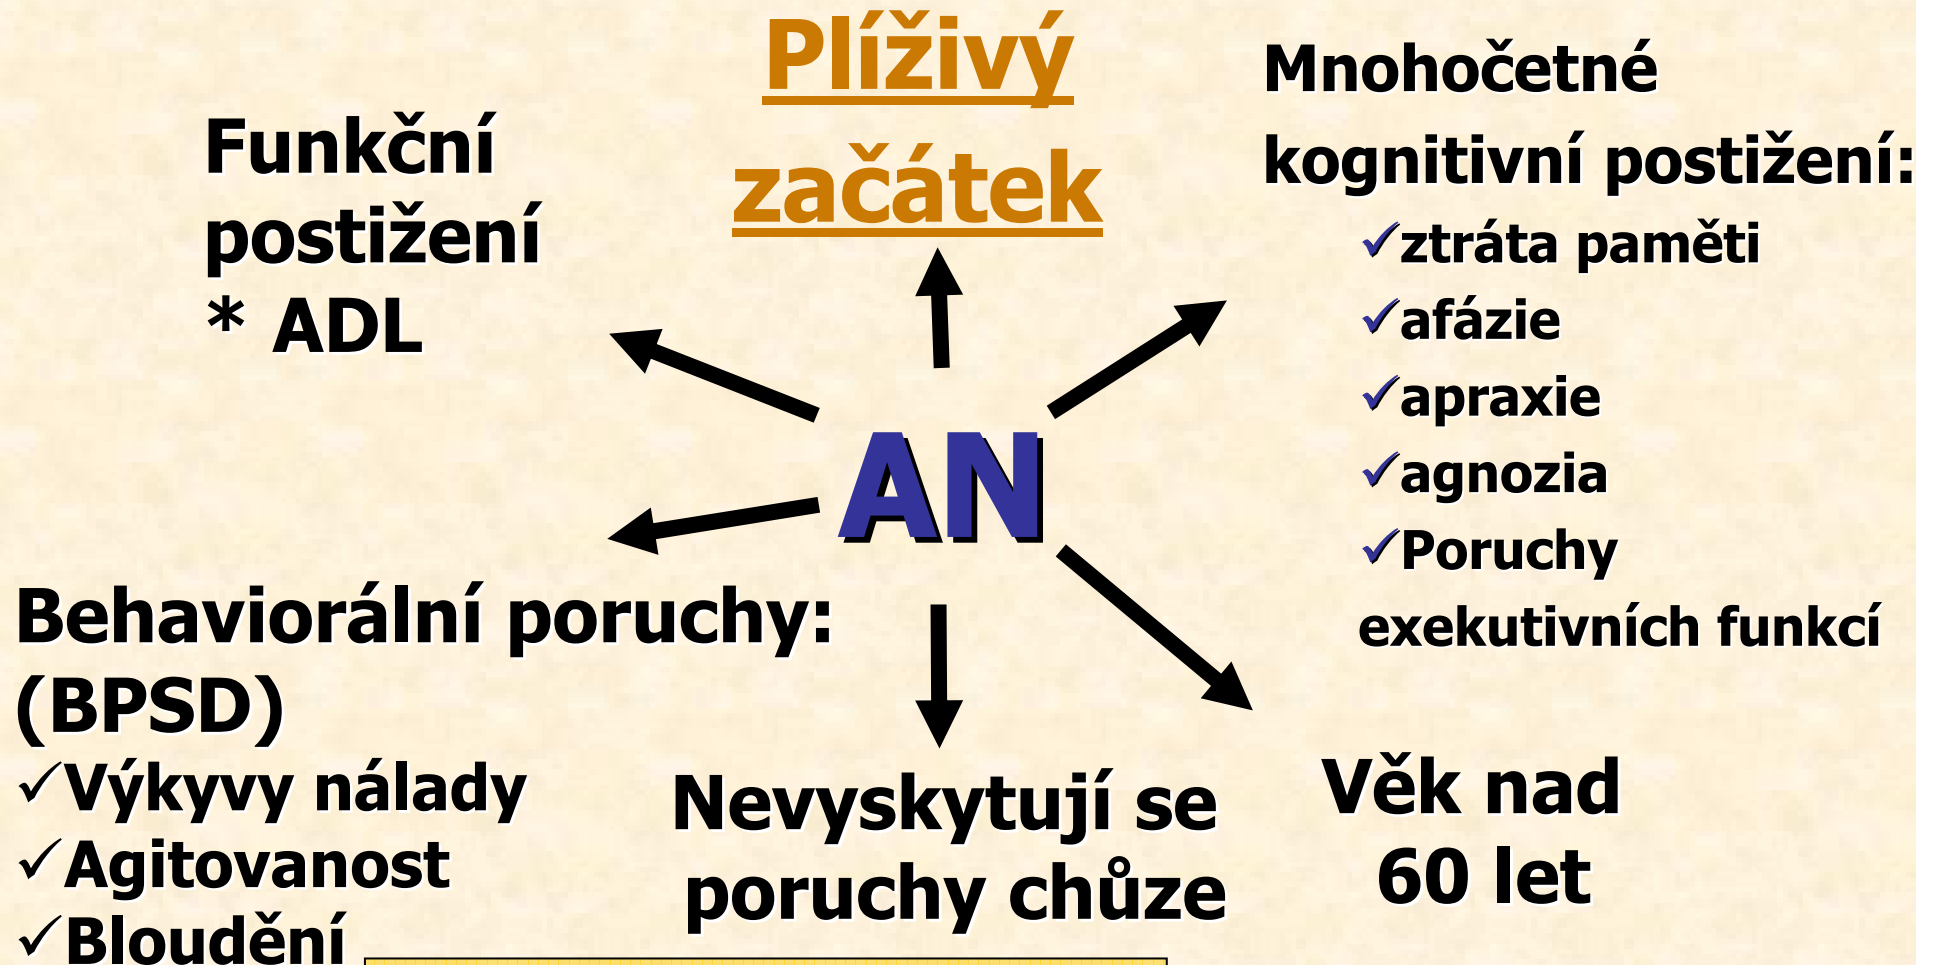 Plíživý
začátek
Funkční
postižení
* ADL
Mnohočetné
kognitivní postižení:
✓ztráta paměti
✓afázie
✓apraxie
✓agnozia
✓Poruchy
exekutivních funkcí
AN
Behaviorální poruchy:
(BPSD)
✓Výkyvy nálady
✓Agitovanost
✓Bloudění
Nevyskytují se
poruchy chůze
Věk nad
60 let